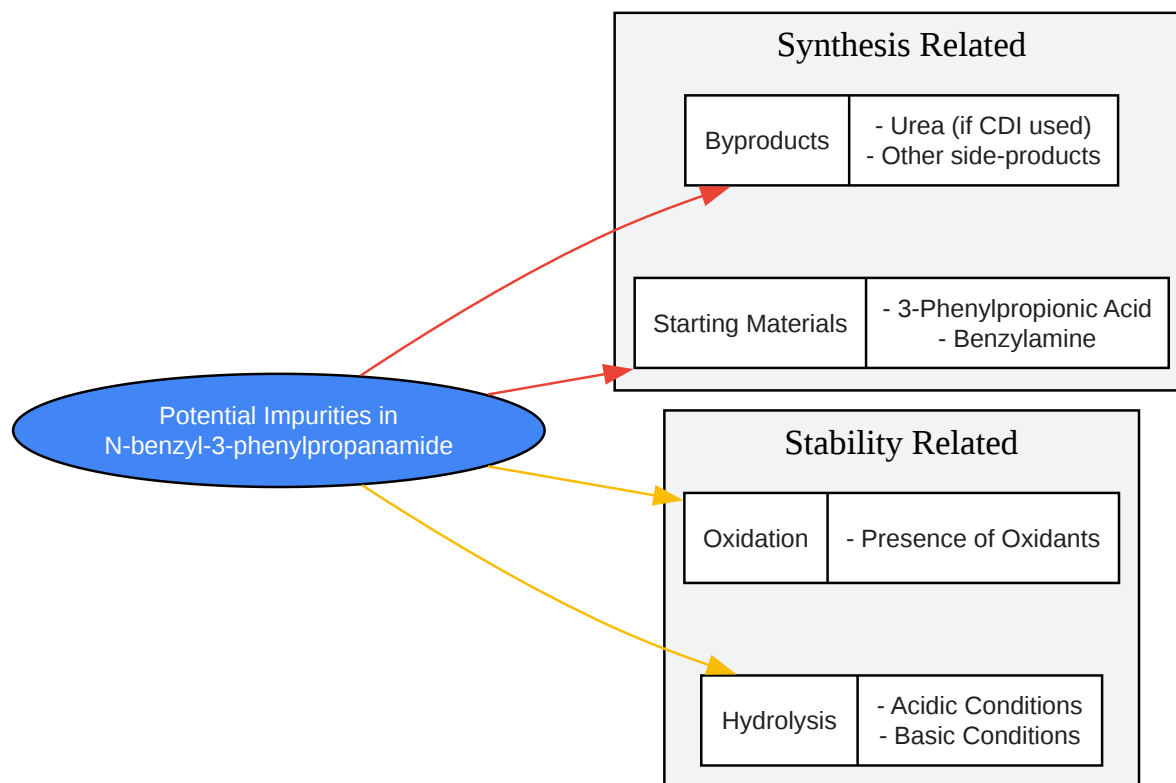 Synthesis Related
Byproducts
- Urea (if CDI used)
- Other side-products
Starting Materials
- 3-Phenylpropionic Acid
- Benzylamine
Potential Impurities in
N-benzyl-3-phenylpropanamide
Stability Related
Oxidation
- Presence of Oxidants
Hydrolysis
- Acidic Conditions
- Basic Conditions